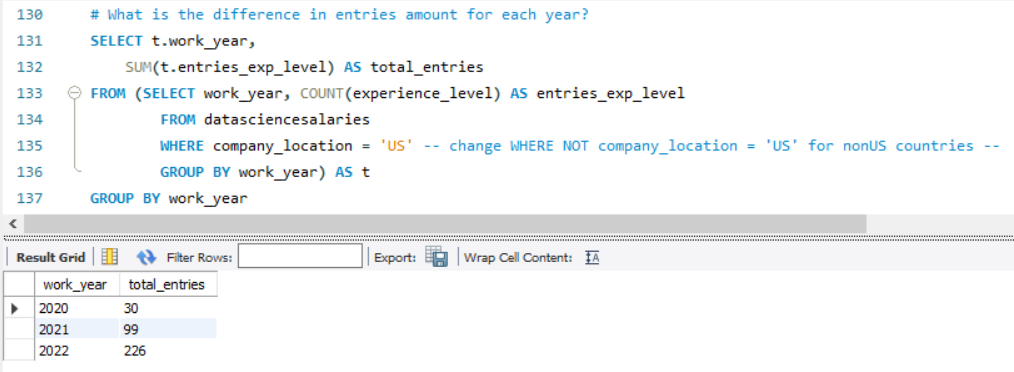 130 # What is the difference in entries amount for each year?
131 SELECT t.work_year,
132 SUM(t.entries_exp_level) AS total_entries
133 FROM (SELECT work_year, COUNT(experience_level) AS entries_exp_level
134 FROM datasciencesalaries
135 WHERE company_location = 'US' -- change WHERE NOT company_location = 'US' for nonUS countries --
136 GROUP BY work_year) AS t
137 GROUP BY work_year
Result Grid Filter Rows: Export: Wrap Cell Content:
work_year total_entries
2020 30
2021 99
2022 226